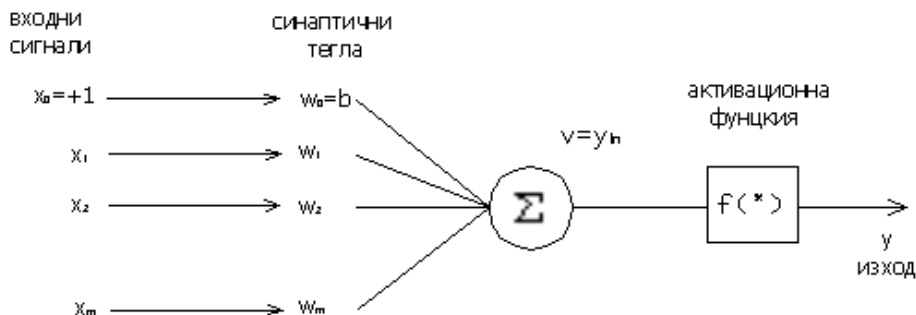 входни
сигнали
синаптични
тегла
x₀=+1
w₀=b
активационна
фунцкия
v=yᵢₙ
x₁
w₁
x₂
w₂
Σ
f(*)
y
изход
xₘ
wₘ